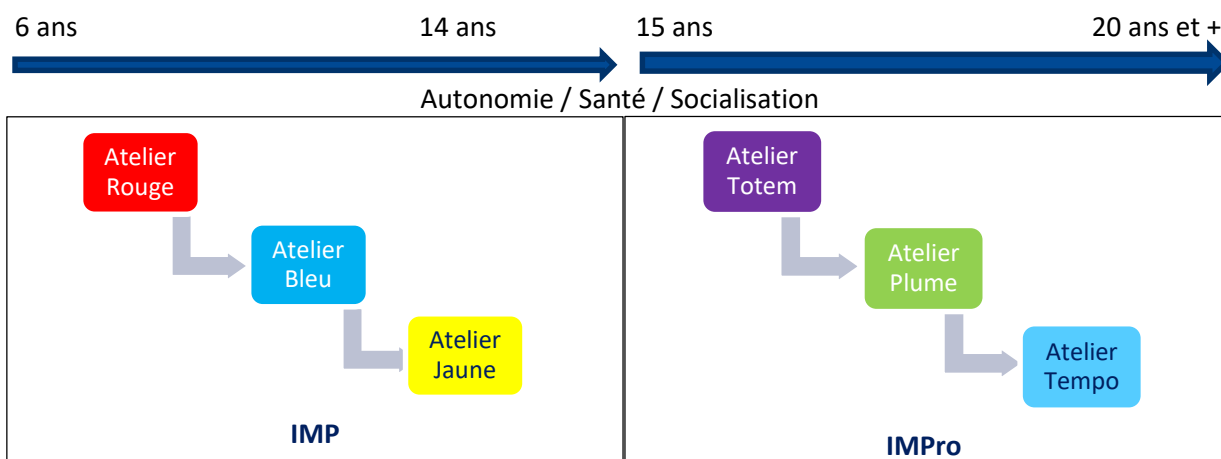 6 ans 14 ans 15 ans 20 ans et +
Autonomie / Santé / Socialisation
Atelier
Rouge
Atelier
Bleu
Atelier
Jaune
IMP
Atelier
Totem
Atelier
Plume
Atelier
Tempo
IMPro